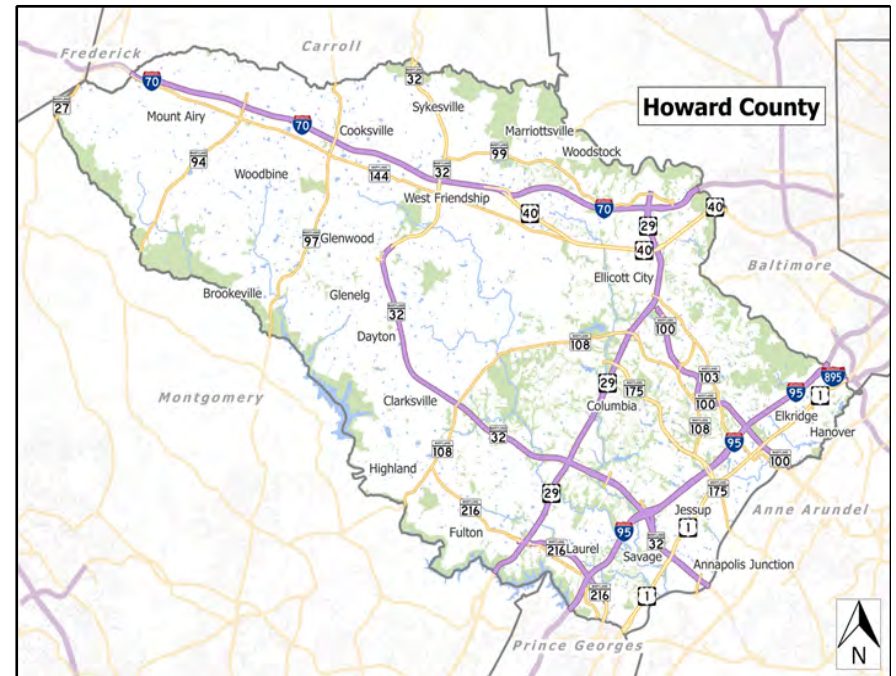 Carroll
Frederick
32
70
Howard County
27
Sykesville
Mount Airy
70
Cooksville
Marriottsville
99
Woodstock
94
32
144
Woodbine
West Friendship
40
70
40
29
97
Glenwood
40
Baltimore
Ellicott City
Brookeville
Glenelg
32
Dayton
100
108
103
895
29
175
95
Montgomery
Clarksville
Columbia
100
1
Elkridge
108
Hanover
32
95
108
100
Highland
29
175
216
Jessup
Anne Arundel
Fulton
95
1
216
Laurel
32
Savage
Annapolis Junction
216
1
Prince Georges
N